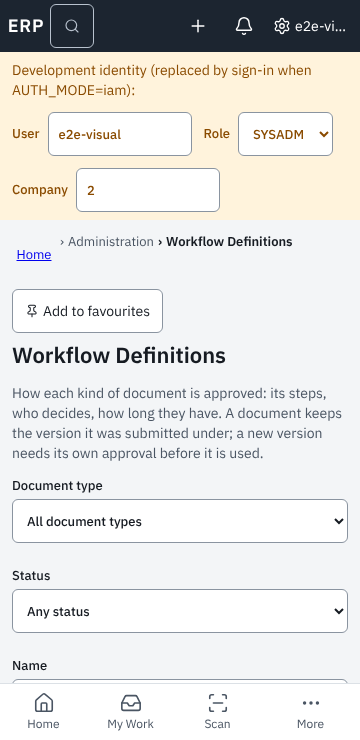 ERP
e2e-vi...
Development identity (replaced by sign-in when
AUTH_MODE=iam):
User e2e-visual Role SYSADM
Company 2
Home › Administration › Workflow Definitions
Add to favourites
Workflow Definitions
How each kind of document is approved: its steps,
who decides, how long they have. A document keeps
the version it was submitted under; a new version
needs its own approval before it is used.
Document type
All document types
Status
Any status
Name
Home My Work Scan More